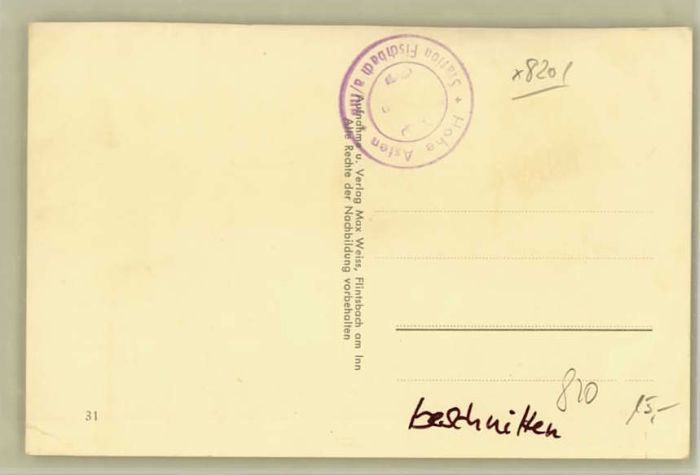 Hohe Asten
Station Fischbach a/Inn
x8201
Aufnahme u. Verlag Max Weiss, Flintsbach am Inn
Alle Rechte der Nachbildung vorbehalten
820
15,-
31
beschnitten